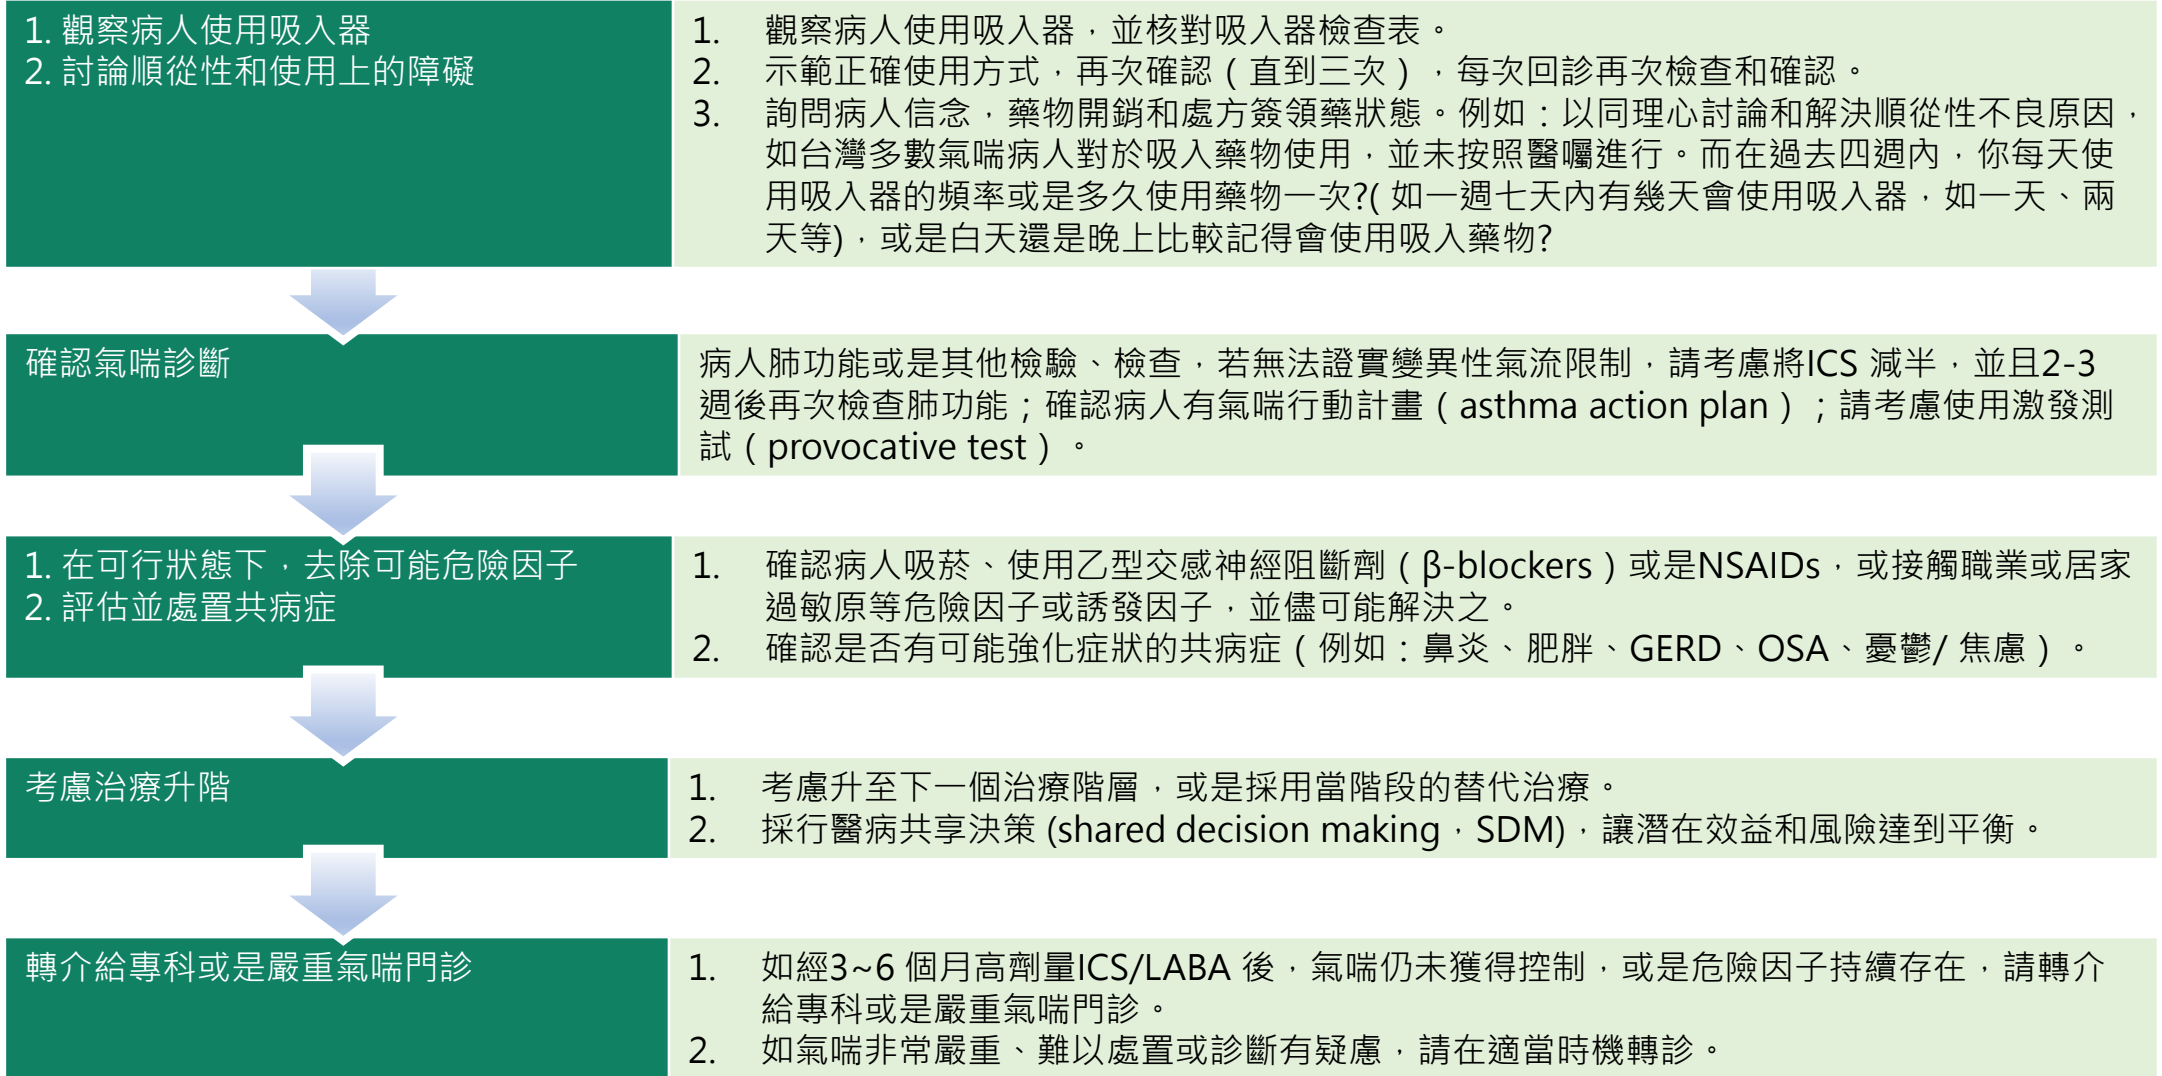 1. 觀察病人使用吸入器
2. 討論順從性和使用上的障礙
1. 觀察病人使用吸入器，並核對吸入器檢查表。
2. 示範正確使用方式，再次確認（直到三次），每次回診再次檢查和確認。
3. 詢問病人信念，藥物開銷和處方簽領藥狀態。例如：以同理心討論和解決順從性不良原因，
如台灣多數氣喘病人對於吸入藥物使用，並未按照醫囑進行。而在過去四週內，你每天使
用吸入器的頻率或是多久使用藥物一次?( 如一週七天內有幾天會使用吸入器，如一天、兩
天等)，或是白天還是晚上比較記得會使用吸入藥物?
確認氣喘診斷
病人肺功能或是其他檢驗、檢查，若無法證實變異性氣流限制，請考慮將ICS 減半，並且2-3
週後再次檢查肺功能；確認病人有氣喘行動計畫（asthma action plan）；請考慮使用激發測
試（provocative test）。
1. 在可行狀態下，去除可能危險因子
2. 評估並處置共病症
1. 確認病人吸菸、使用乙型交感神經阻斷劑（β-blockers）或是NSAIDs，或接觸職業或居家
過敏原等危險因子或誘發因子，並儘可能解決之。
2. 確認是否有可能強化症狀的共病症（例如：鼻炎、肥胖、GERD、OSA、憂鬱/ 焦慮）。
考慮治療升階
1. 考慮升至下一個治療階層，或是採用當階段的替代治療。
2. 採行醫病共享決策 (shared decision making，SDM)，讓潛在效益和風險達到平衡。
轉介給專科或是嚴重氣喘門診
1. 如經3~6 個月高劑量ICS/LABA 後，氣喘仍未獲得控制，或是危險因子持續存在，請轉介
給專科或是嚴重氣喘門診。
2. 如氣喘非常嚴重、難以處置或診斷有疑慮，請在適當時機轉診。